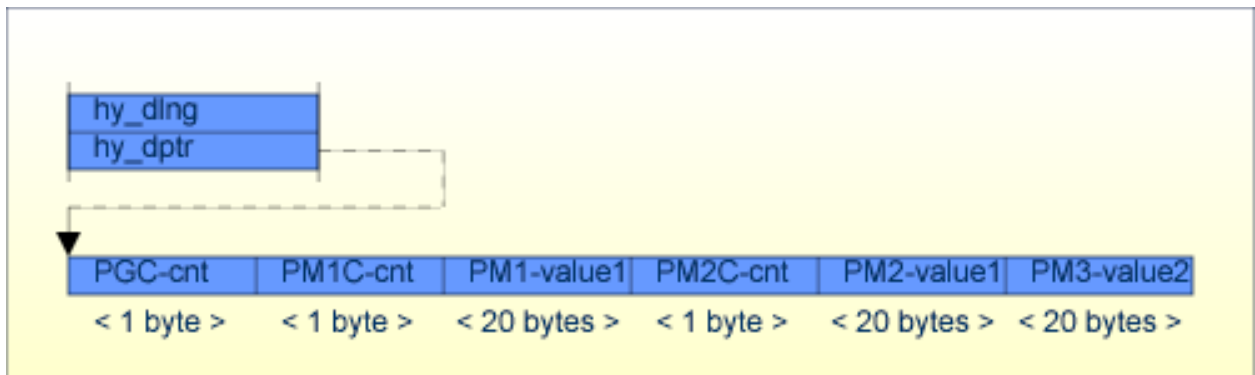 hy_dlng
hy_dptr
PGC-cnt PM1C-cnt PM1-value1 PM2C-cnt PM2-value1 PM3-value2
< 1 byte > < 1 byte > < 20 bytes > < 1 byte > < 20 bytes > < 20 bytes >